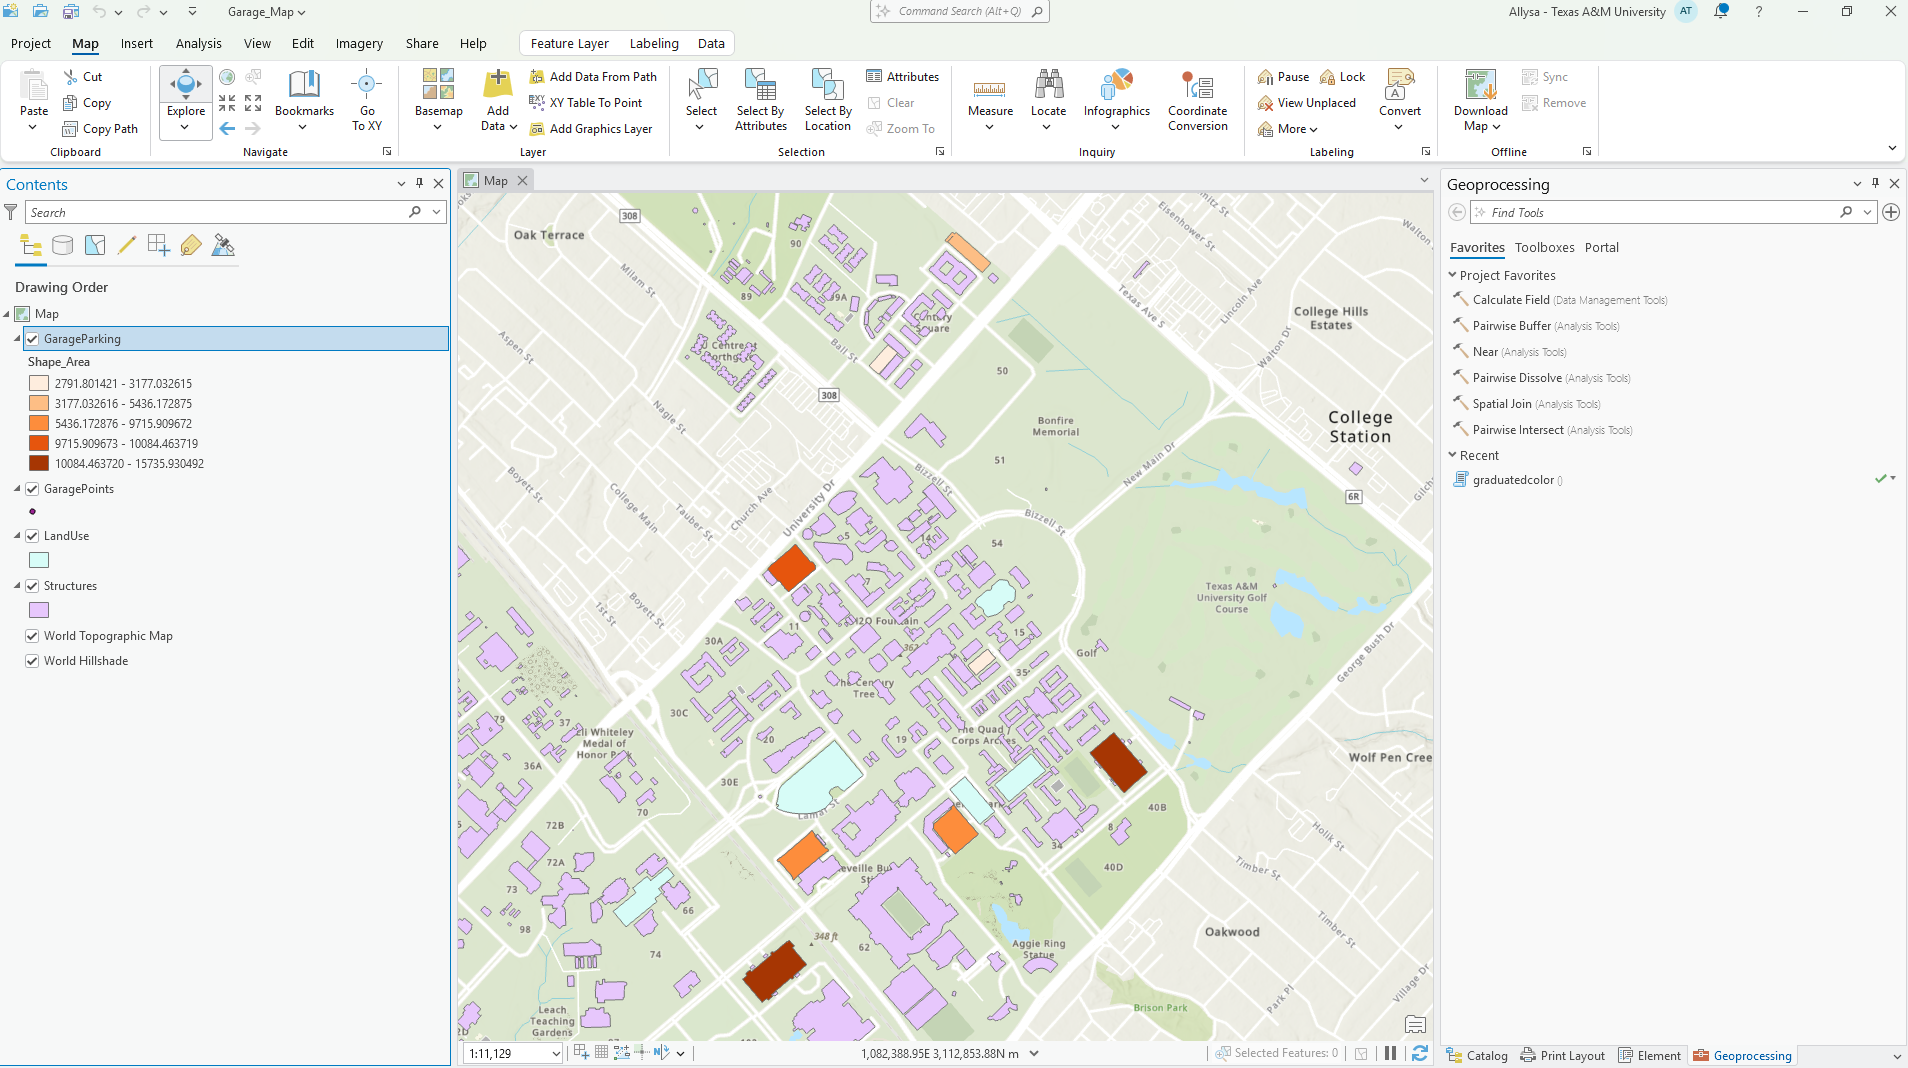 Garage_Map
Command Search (Alt+Q)
Allysa - Texas A&M University
AT
?
Project
Map
Insert
Analysis
View
Edit
Imagery
Share
Help
Feature Layer
Labeling
Data
Paste
Cut
Copy
Copy Path
Clipboard
Explore
Bookmarks
Go
To XY
Navigate
Basemap
Add
Data
Add Data From Path
XY Table To Point
Add Graphics Layer
Layer
Select
Select By
Attributes
Select By
Location
Attributes
Clear
Zoom To
Selection
Measure
Locate
Infographics
Coordinate
Conversion
Inquiry
Pause
Lock
View Unplaced
More
Convert
Labeling
Download
Map
Sync
Remove
Offline
Contents
Search
Drawing Order
Map
GarageParking
Shape_Area
2791.801421 - 3177.032615
3177.032616 - 5436.172875
5436.172876 - 9715.909672
9715.909673 - 10084.463719
10084.463720 - 15735.930492
GaragePoints
LandUse
Structures
World Topographic Map
World Hillshade
Map
308
Oak Terrace
90
89
Milam St
Eisenhower St
Walton
Texas Ave S
Lincoln Ave
College Hills
Estates
Walton Dr
Aspen St
Ball St
50
308
Nagle St
Bonfire
Memorial
College
Station
51
New Main Dr
Bizzell St
6R
Boyett St
College Main
Tauber St
Church Ave
University Dr
Bizzell St
5
14
54
7
Texas A&M
University Golf
Course
1st St
Boyett St
11
H2O Fountain
15
30A
362
Golf
35
George Bush Dr
The Century
Tree
30C
79
37
Eli Whiteley
Medal of
Honor Park
20
19
The Quad /
Corps Arches
36A
30E
Wolf Pen Cree
Lamar St
40B
70
72B
8
34
72A
40D
73
Holik St
Timber St
66
98
348 ft
62
74
Aggie Ring
Statue
Oakwood
Timber St
Park Pl
Village Dr
Brison Park
Leach
Teaching
Gardens
1:11,129
1,082,388.95E 3,112,853.88N m
Selected Features: 0
Geoprocessing
Find Tools
Favorites
Toolboxes
Portal
Project Favorites
Calculate Field (Data Management Tools)
Pairwise Buffer (Analysis Tools)
Near (Analysis Tools)
Pairwise Dissolve (Analysis Tools)
Spatial Join (Analysis Tools)
Pairwise Intersect (Analysis Tools)
Recent
graduatedcolor ()
Catalog
Print Layout
Element
Geoprocessing